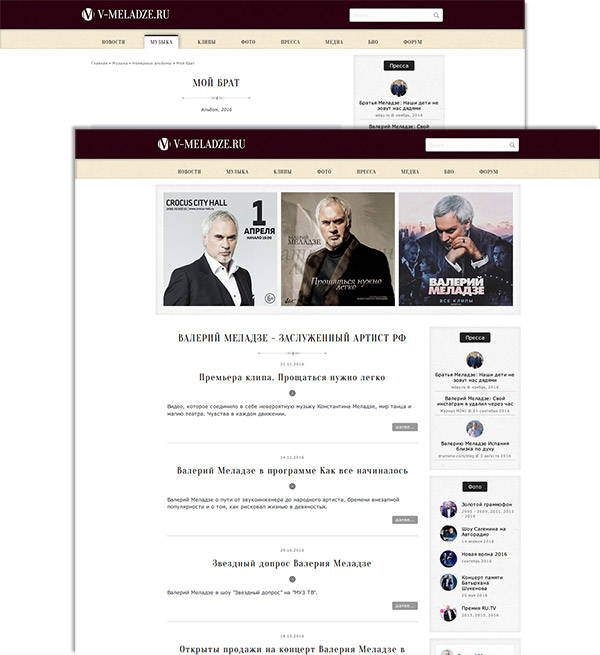 V-MELADZE.RU
НОВОСТИ МУЗЫКА КЛИПЫ ФОТО ПРЕССА МЕДИА БИО ФОРУМ
Главная » Музыка » Номерные альбомы » Мой брат
МОЙ БРАТ
Альбом, 2016
Пресса
Братья Меладзе: Наши дети не
зовут нас дядями
wday.ru @ ноябрь, 2016
Валерий Меладзе: Свой
V-MELADZE.RU
НОВОСТИ МУЗЫКА КЛИПЫ ФОТО ПРЕССА МЕДИА БИО ФОРУМ
CROCUS CITY HALL
1
АПРЕЛЯ
НАЧАЛО 19.00
6+
ВАЛЕРИЙ
МЕЛАДЗЕ
Прощаться нужно
легко
ВАЛЕРИЙ
МЕЛАДЗЕ
ВСЕ КЛИПЫ
ВАЛЕРИЙ МЕЛАДЗЕ - ЗАСЛУЖЕННЫЙ АРТИСТ РФ
21.11.2016
Премьера клипа. Прощаться нужно легко
Видео, которое соединило в себе невероятную музыку Константина Меладзе, мир танца и
магию театра. Чувства в каждом движении.
далее...
14.11.2016
Валерий Меладзе в программе Как все начиналось
Валерий Меладзе о пути от звукоинженера до народного артиста, бремени внезапной
популярности и о том, как рисковал жизнью в девяностых.
далее...
20.10.2016
Звездный допрос Валерия Меладзе
Валерий Меладзе в шоу "Звездный допрос" на "МУЗ ТВ".
далее...
18.10.2016
Открыты продажи на концерт Валерия Меладзе в
Пресса
Братья Меладзе: Наши дети не
зовут нас дядями
wday.ru @ ноябрь, 2016
Валерий Меладзе: Свой
инстаграм я удалил через час
Журнал MINI @ 21 сентября 2016
Валерию Меладзе Испания
близка по духу
@ 3 августа 2016
Фото
Золотой граммофон
2005 - 2009, 2011, 2013
- 2016
Шоу Сагенина на
Авторадио
14 апреля 2016
Новая волна 2016
сентябрь 2016
Концерт памяти
Батырхана
Шукенова
25 мая 2016
Премия RU.TV
2012, 2013, 2015, 2016